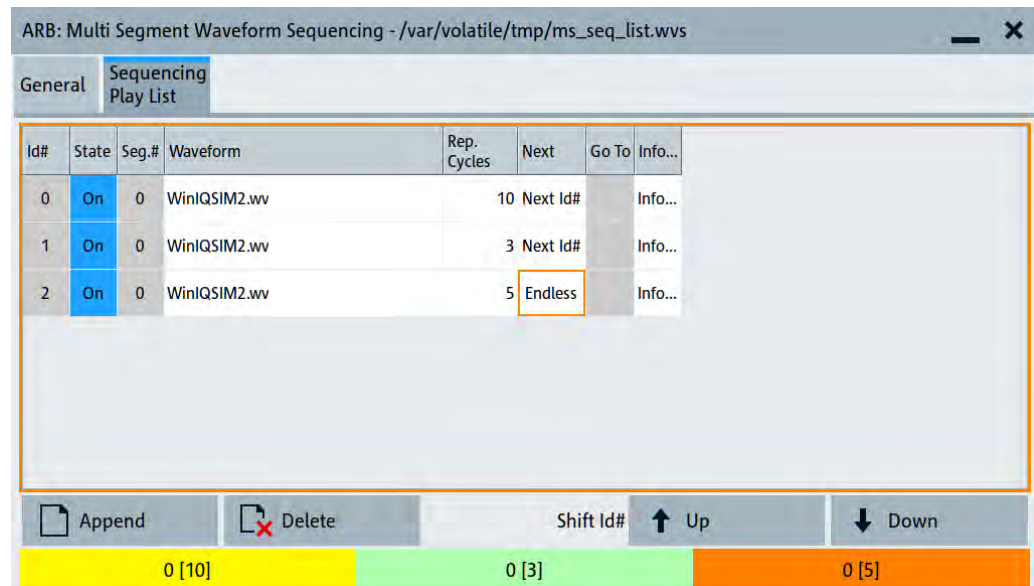 ARB: Multi Segment Waveform Sequencing - /var/volatile/tmp/ms_seq_list.wvs
General
Sequencing
Play List
Id# State Seg.# Waveform Rep. Cycles Next Go To Info...
0 On 0 WinIQSIM2.wv 10 Next Id# Info...
1 On 0 WinIQSIM2.wv 3 Next Id# Info...
2 On 0 WinIQSIM2.wv 5 Endless Info...
Append Delete Shift Id# Up Down
0 [10] 0 [3] 0 [5]